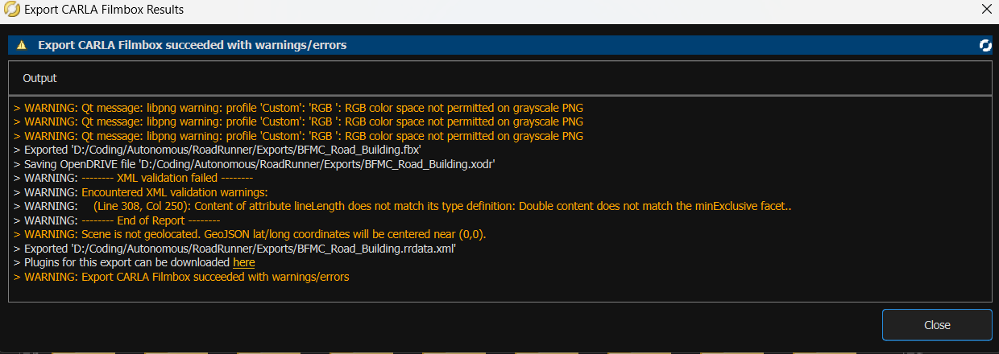 Export CARLA Filmbox Results
Export CARLA Filmbox succeeded with warnings/errors
Output
> WARNING: Qt message: libpng warning: profile 'Custom': 'RGB ': RGB color space not permitted on grayscale PNG
> WARNING: Qt message: libpng warning: profile 'Custom': 'RGB ': RGB color space not permitted on grayscale PNG
> WARNING: Qt message: libpng warning: profile 'Custom': 'RGB ': RGB color space not permitted on grayscale PNG
> Exported 'D:/Coding/Autonomous/RoadRunner/Exports/BFMC_Road_Building.fbx'
> Saving OpenDRIVE file 'D:/Coding/Autonomous/RoadRunner/Exports/BFMC_Road_Building.xodr'
> WARNING: -------- XML validation failed --------
> WARNING: Encountered XML validation warnings:
> WARNING:    (Line 308, Col 250): Content of attribute lineLength does not match its type definition: Double content does not match the minExclusive facet..
> WARNING: -------- End of Report --------
> WARNING: Scene is not geolocated. GeoJSON lat/long coordinates will be centered near (0,0).
> Exported 'D:/Coding/Autonomous/RoadRunner/Exports/BFMC_Road_Building.rrdata.xml'
> Plugins for this export can be downloaded here
> WARNING: Export CARLA Filmbox succeeded with warnings/errors
Close